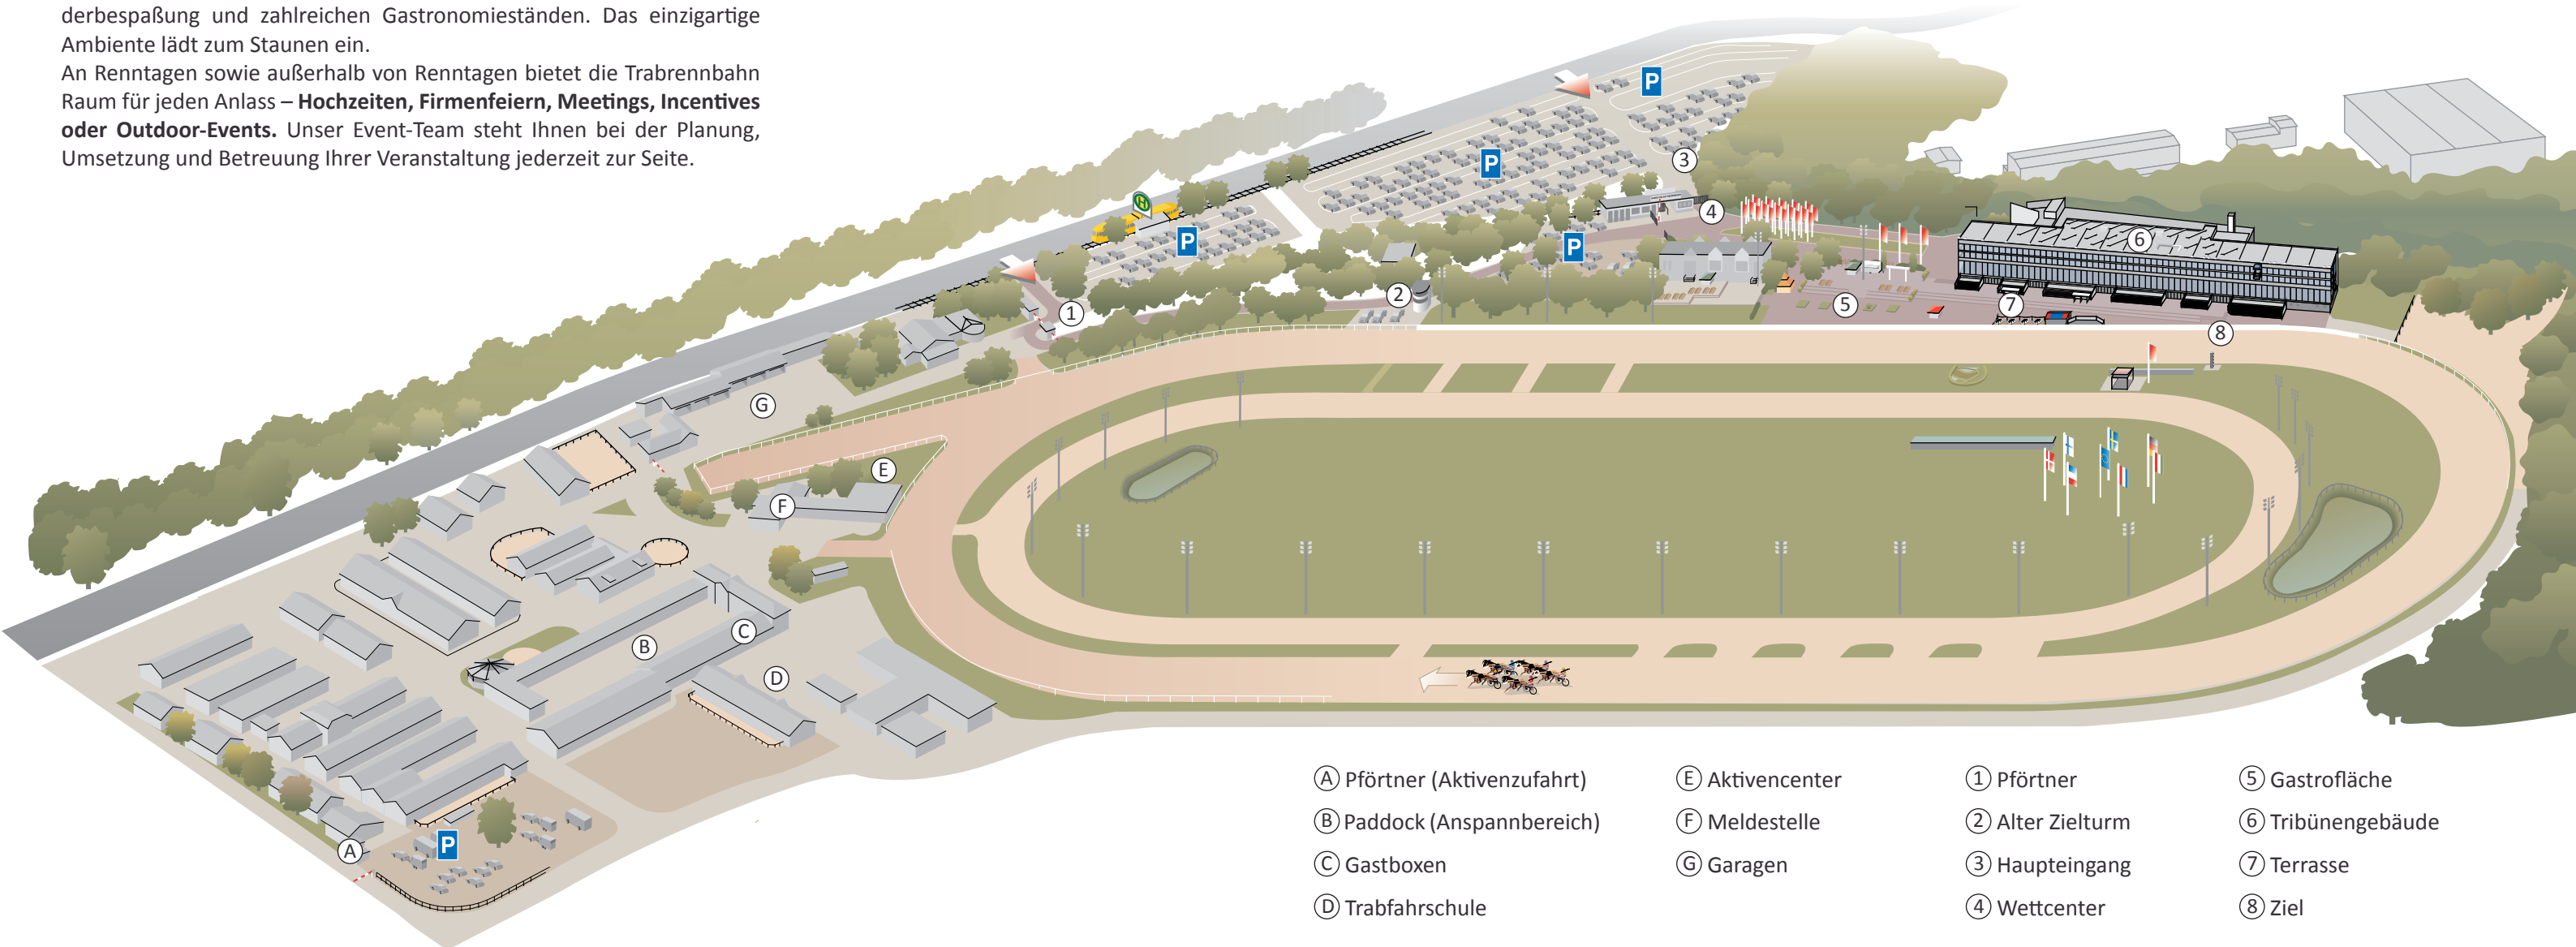 derbespaßung und zahlreichen Gastronomieständen. Das einzigartige
Ambiente lädt zum Staunen ein.
An Renntagen sowie außerhalb von Renntagen bietet die Trabrennbahn
Raum für jeden Anlass – Hochzeiten, Firmenfeiern, Meetings, Incentives
oder Outdoor-Events. Unser Event-Team steht Ihnen bei der Planung,
Umsetzung und Betreuung Ihrer Veranstaltung jederzeit zur Seite.
P
P
3
H
4
P
P
6
2
1
5
7
8
G
E
F
B
C
D
A
P
A Pförtner (Aktivenzufahrt)
B Paddock (Anspannbereich)
C Gastboxen
D Trabfahrschule
E Aktivencenter
F Meldestelle
G Garagen
1 Pförtner
2 Alter Zielturm
3 Haupteingang
4 Wettcenter
5 Gastrofläche
6 Tribünengebäude
7 Terrasse
8 Ziel